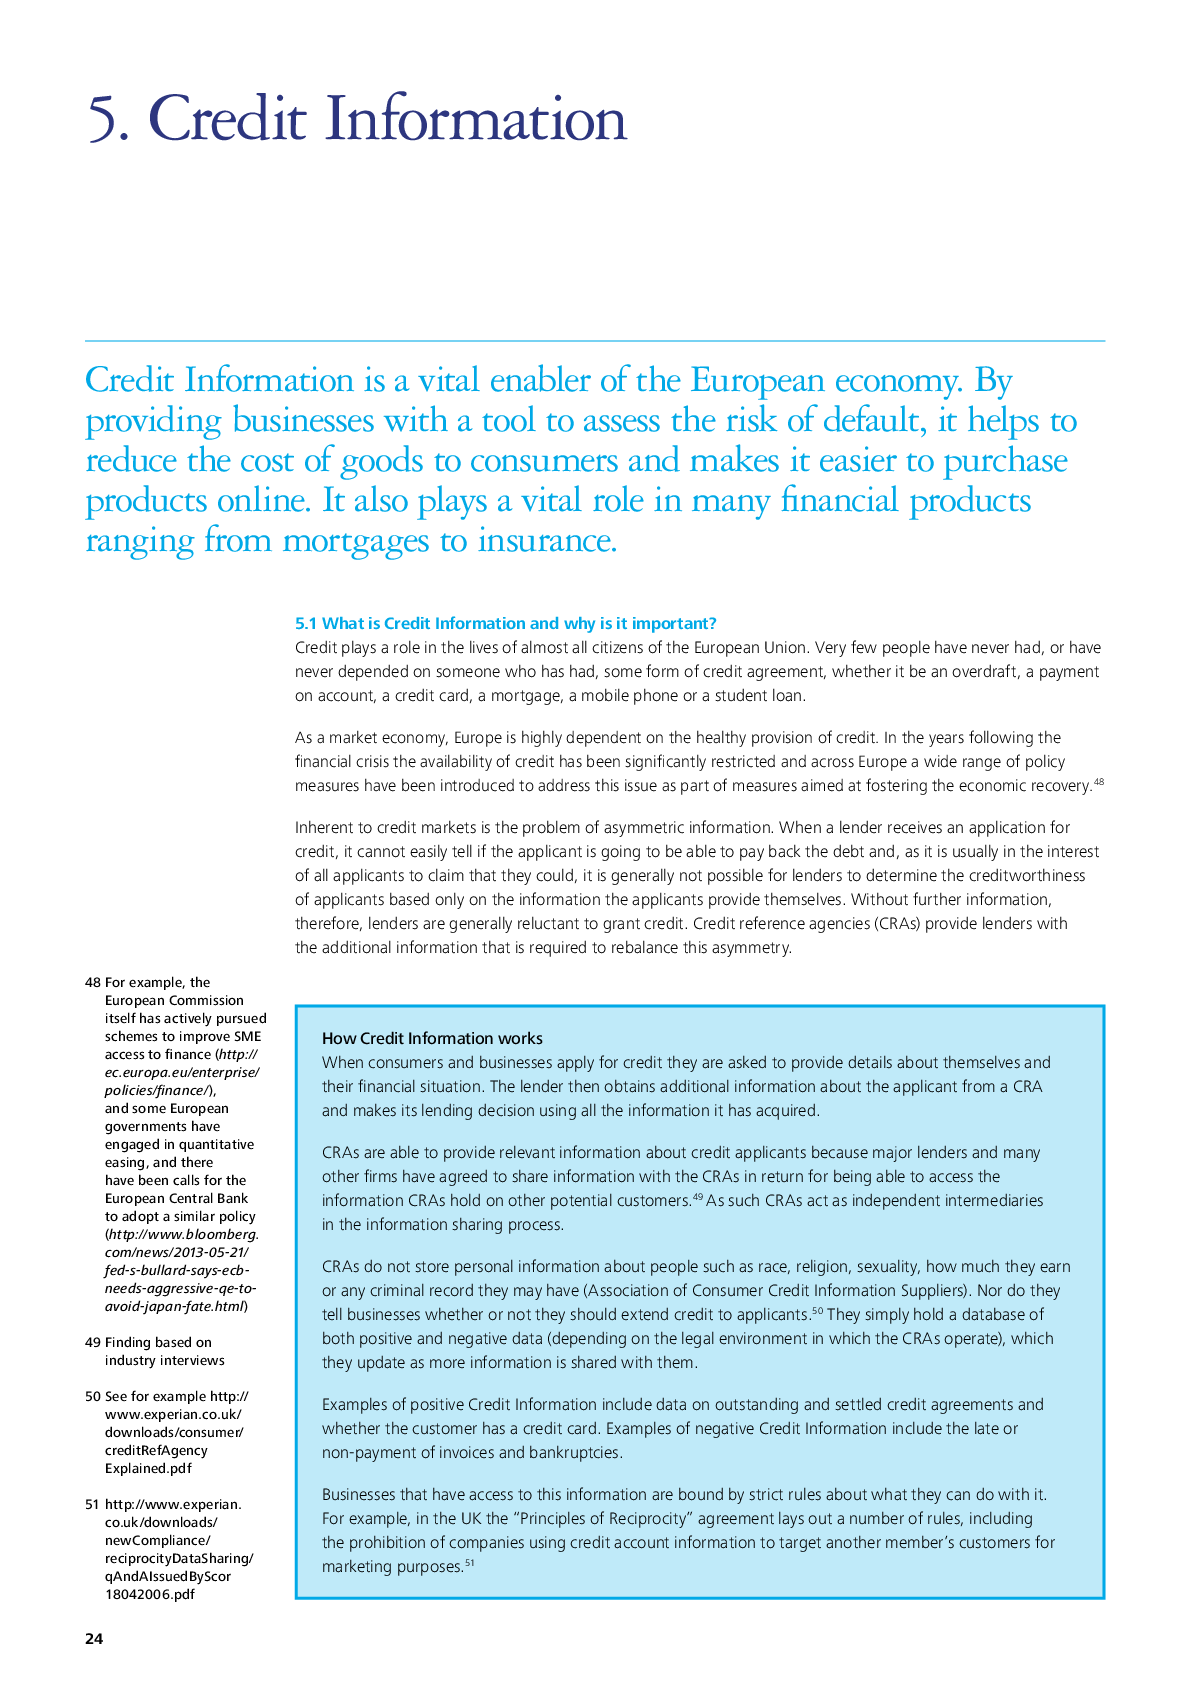 5. Credit Information
Credit Information is a vital enabler of the European economy. By
providing businesses with a tool to assess the risk of default, it helps to
reduce the cost of goods to consumers and makes it easier to purchase
products online. It also plays a vital role in many financial products
ranging from mortgages to insurance.
5.1 What is Credit Information and why is it important?
Credit plays a role in the lives of almost all citizens of the European Union. Very few people have never had, or have
never depended on someone who has had, some form of credit agreement, whether it be an overdraft, a payment
on account, a credit card, a mortgage, a mobile phone or a student loan.
As a market economy, Europe is highly dependent on the healthy provision of credit. In the years following the
financial crisis the availability of credit has been significantly restricted and across Europe a wide range of policy
measures have been introduced to address this issue as part of measures aimed at fostering the economic recovery.48
Inherent to credit markets is the problem of asymmetric information. When a lender receives an application for
credit, it cannot easily tell if the applicant is going to be able to pay back the debt and, as it is usually in the interest
of all applicants to claim that they could, it is generally not possible for lenders to determine the creditworthiness
of applicants based only on the information the applicants provide themselves. Without further information,
therefore, lenders are generally reluctant to grant credit. Credit reference agencies (CRAs) provide lenders with
the additional information that is required to rebalance this asymmetry.
How Credit Information works
When consumers and businesses apply for credit they are asked to provide details about themselves and
their financial situation. The lender then obtains additional information about the applicant from a CRA
and makes its lending decision using all the information it has acquired.
CRAs are able to provide relevant information about credit applicants because major lenders and many
other firms have agreed to share information with the CRAs in return for being able to access the
information CRAs hold on other potential customers.49 As such CRAs act as independent intermediaries
in the information sharing process.
CRAs do not store personal information about people such as race, religion, sexuality, how much they earn
or any criminal record they may have (Association of Consumer Credit Information Suppliers). Nor do they
tell businesses whether or not they should extend credit to applicants.50 They simply hold a database of
both positive and negative data (depending on the legal environment in which the CRAs operate), which
they update as more information is shared with them.
Examples of positive Credit Information include data on outstanding and settled credit agreements and
whether the customer has a credit card. Examples of negative Credit Information include the late or
non-payment of invoices and bankruptcies.
Businesses that have access to this information are bound by strict rules about what they can do with it.
For example, in the UK the “Principles of Reciprocity” agreement lays out a number of rules, including
the prohibition of companies using credit account information to target another member’s customers for
marketing purposes.51
48 For example, the
European Commission
itself has actively pursued
schemes to improve SME
access to finance (http://
ec.europa.eu/enterprise/
policies/finance/),
and some European
governments have
engaged in quantitative
easing, and there
have been calls for the
European Central Bank
to adopt a similar policy
(http://www.bloomberg.
com/news/2013-05-21/
fed-s-bullard-says-ecb-
needs-aggressive-qe-to-
avoid-japan-fate.html)
49 Finding based on
industry interviews
50 See for example http://
www.experian.co.uk/
downloads/consumer/
creditRefAgency
Explained.pdf
51 http://www.experian.
co.uk/downloads/
newCompliance/
reciprocityDataSharing/
qAndAIssuedByScor
18042006.pdf
24